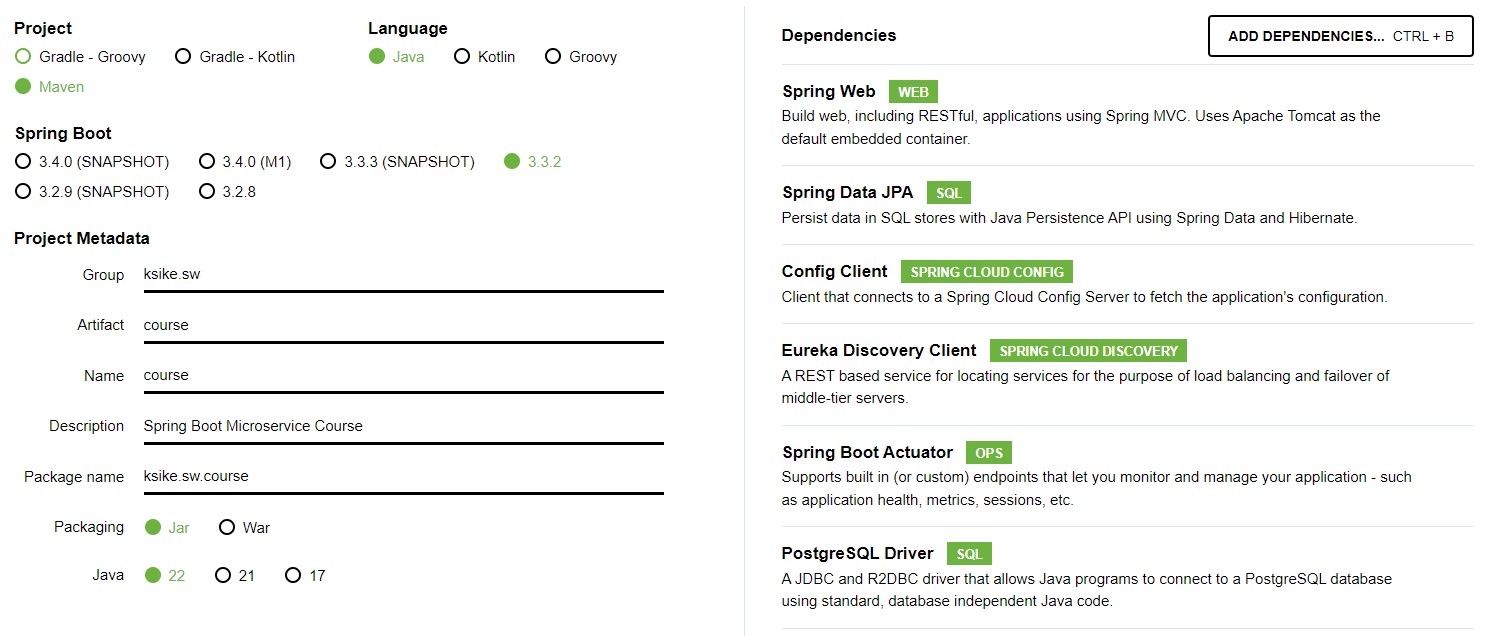 Project
Gradle - Groovy Gradle - Kotlin
Maven
Language
Java Kotlin Groovy
Spring Boot
3.4.0 (SNAPSHOT) 3.4.0 (M1) 3.3.3 (SNAPSHOT) 3.3.2
3.2.9 (SNAPSHOT) 3.2.8
Project Metadata
Group ksike.sw
Artifact course
Name course
Description Spring Boot Microservice Course
Package name ksike.sw.course
Packaging Jar War
Java 22 21 17
Dependencies
ADD DEPENDENCIES... CTRL + B
Spring Web WEB
Build web, including RESTful, applications using Spring MVC. Uses Apache Tomcat as the
default embedded container.
Spring Data JPA SQL
Persist data in SQL stores with Java Persistence API using Spring Data and Hibernate.
Config Client SPRING CLOUD CONFIG
Client that connects to a Spring Cloud Config Server to fetch the application's configuration.
Eureka Discovery Client SPRING CLOUD DISCOVERY
A REST based service for locating services for the purpose of load balancing and failover of
middle-tier servers.
Spring Boot Actuator OPS
Supports built in (or custom) endpoints that let you monitor and manage your application - such
as application health, metrics, sessions, etc.
PostgreSQL Driver SQL
A JDBC and R2DBC driver that allows Java programs to connect to a PostgreSQL database
using standard, database independent Java code.